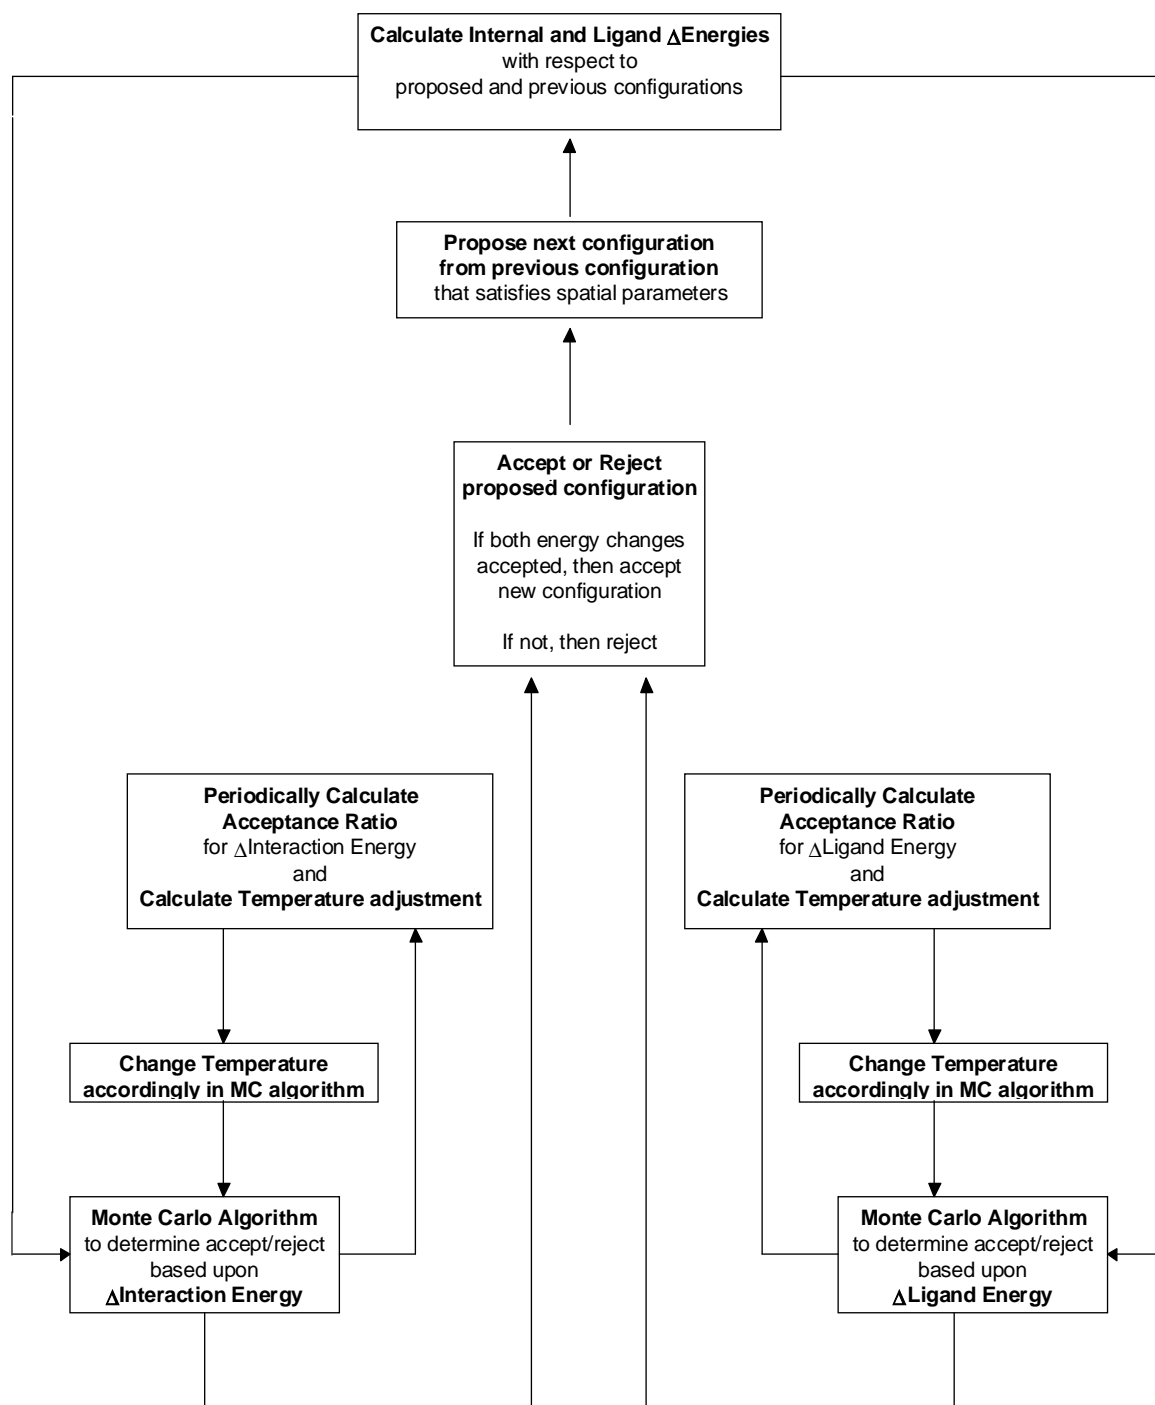 Calculate Internal and Ligand ΔEnergies
with respect to
proposed and previous configurations
Propose next configuration
from previous configuration
that satisfies spatial parameters
Accept or Reject
proposed configuration
If both energy changes
accepted, then accept
new configuration
If not, then reject
Periodically Calculate
Acceptance Ratio
for ΔInteraction Energy
and
Calculate Temperature adjustment
Periodically Calculate
Acceptance Ratio
for ΔLigand Energy
and
Calculate Temperature adjustment
Change Temperature
accordingly in MC algorithm
Change Temperature
accordingly in MC algorithm
Monte Carlo Algorithm
to determine accept/reject
based upon
ΔInteraction Energy
Monte Carlo Algorithm
to determine accept/reject
based upon
ΔLigand Energy